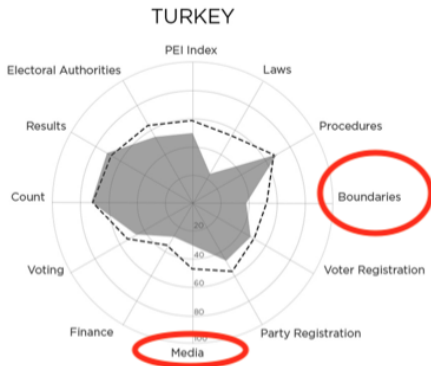 TURKEY
PEI Index
Electoral Authorities
Laws
Results
Procedures
Count
Boundaries
20
40
60
80
100
Voting
Voter Registration
Finance
Party Registration
Media